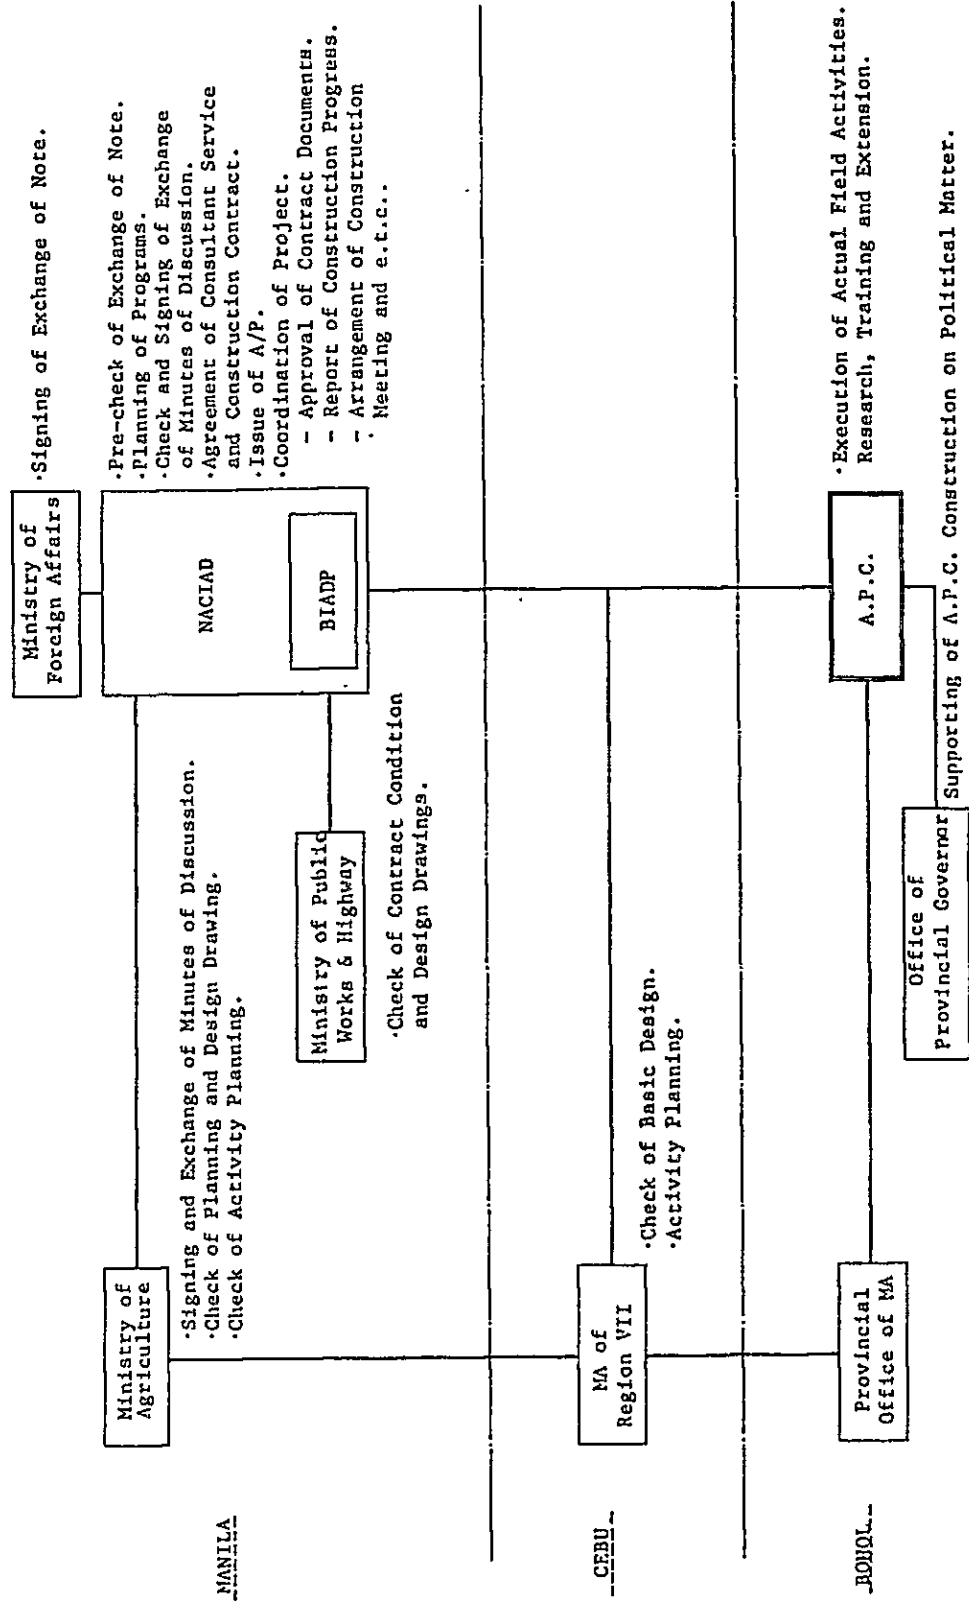 Ministry of
Foreign Affairs
·Signing of Exchange of Note.
NACIAD
BIADP
·Pre-check of Exchange of Note.
·Planning of Programs.
·Check and Signing of Exchange
of Minutes of Discussion.
·Agreement of Consultant Service
and Construction Contract.
·Issue of A/P.
·Coordination of Project.
- Approval of Contract Documents.
- Report of Construction Progress.
- Arrangement of Construction
· Meeting and e.t.c..
MANILA
Ministry of
Agriculture
·Signing and Exchange of Minutes of Discussion.
·Check of Planning and Design Drawing.
·Check of Activity Planning.
Ministry of Public
Works & Highway
·Check of Contract Condition
and Design Drawings.
CEBU
MA of
Region VII
·Check of Basic Design.
·Activity Planning.
BOHOL
Provincial
Office of MA
A.P.C.
·Execution of Actual Field Activities.
Research, Training and Extension.
Office of
Provincial Governor
Supporting of A.P.C. Construction on Political Matter.